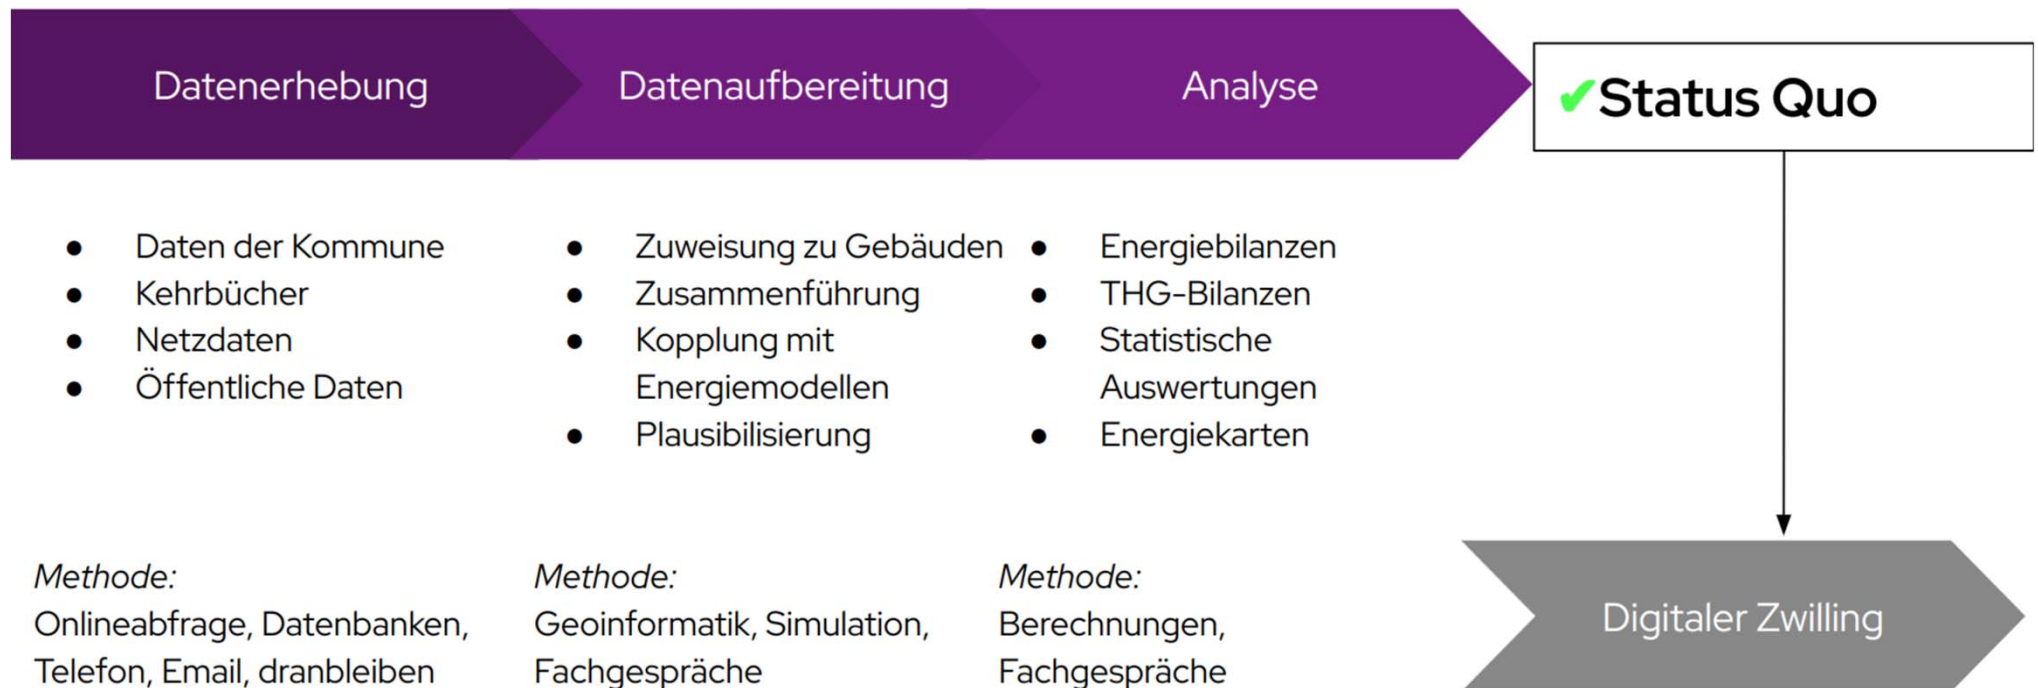 Datenerhebung
Datenaufbereitung
Analyse
✔Status Quo
● Daten der Kommune
● Kehrbücher
● Netzdaten
● Öffentliche Daten
● Zuweisung zu Gebäuden
● Zusammenführung
● Kopplung mit
Energiemodellen
● Plausibilisierung
● Energiebilanzen
● THG-Bilanzen
● Statistische
Auswertungen
● Energiekarten
Methode:
Onlineabfrage, Datenbanken,
Telefon, Email, dranbleiben
Methode:
Geoinformatik, Simulation,
Fachgespräche
Methode:
Berechnungen,
Fachgespräche
Digitaler Zwilling